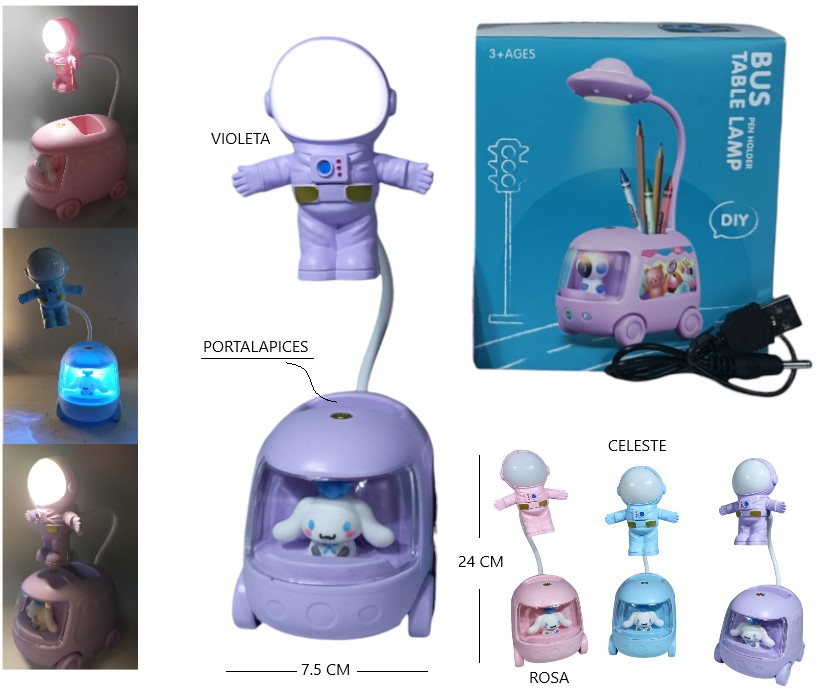 VIOLETA
PORTALAPICES
7.5 CM
3+AGES
BUS
TABLE LAMP
PEN HOLDER
DIY
CELESTE
24 CM
ROSA